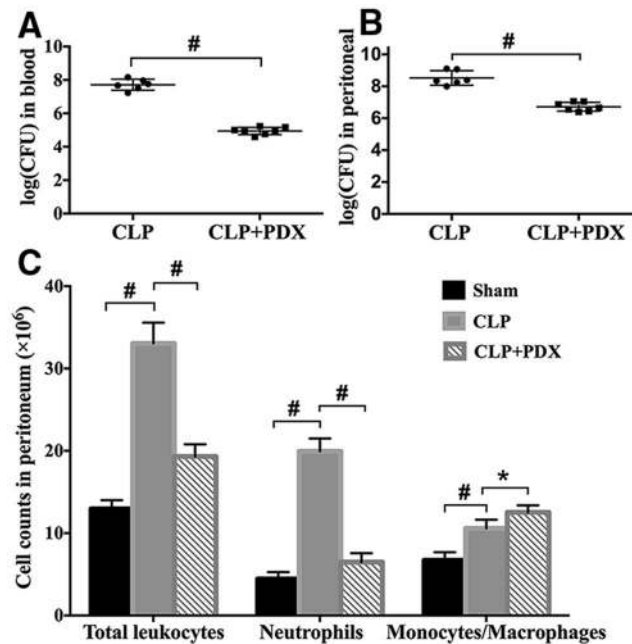 A
#
log(CFU) in blood
10
8
6
4
2
0
CLP
CLP+PDX
B
#
log(CFU) in peritoneal
10
8
6
4
2
0
CLP
CLP+PDX
C
Cell counts in peritoneum (×10⁶)
40
30
20
10
0
#
#
#
#
#
*
Sham
CLP
CLP+PDX
Total leukocytes
Neutrophils
Monocytes/Macrophages